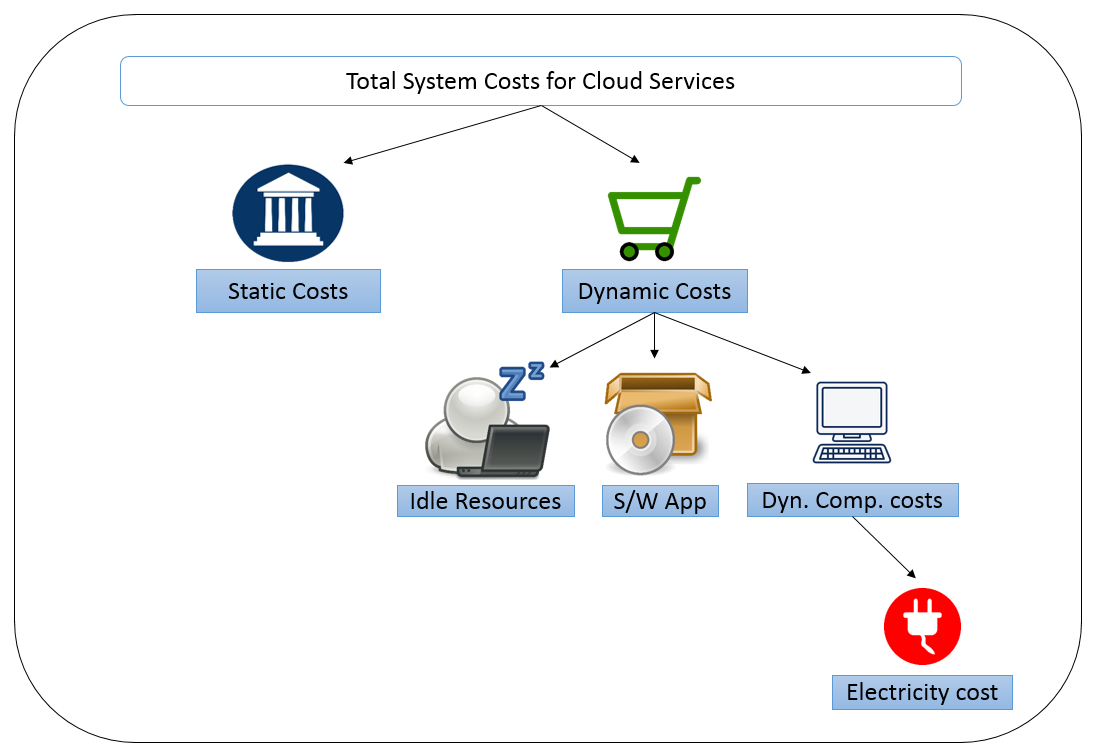 Total System Costs for Cloud Services
Static Costs
Dynamic Costs
Idle Resources
S/W App
Dyn. Comp. costs
Electricity cost